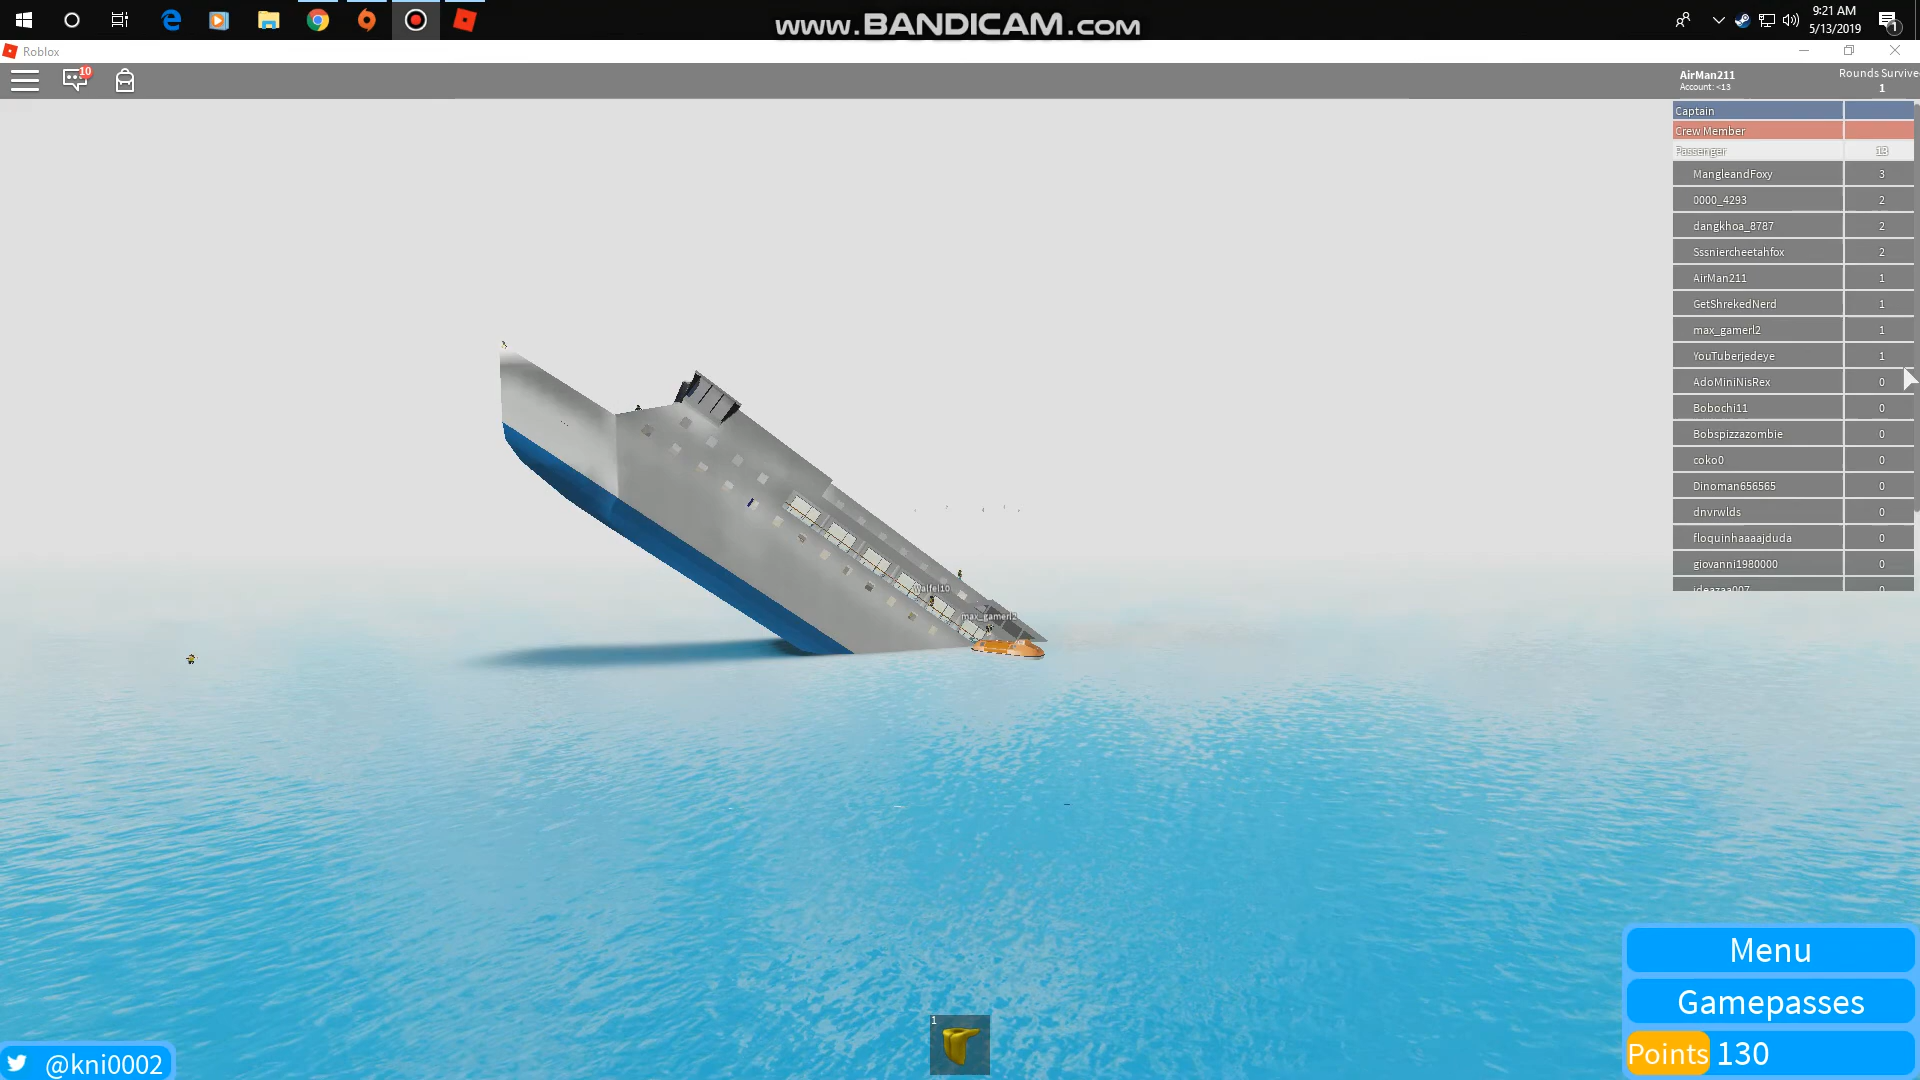 www.BANDICAM.com
9:21 AM
5/13/2019
1
Roblox
10
AirMan211
Account: <13
Rounds Survive
1
Captain
Crew Member
Passenger 13
MangleandFoxy 3
0000_4293 2
dangkhoa_8787 2
Sssniercheetahfox 2
AirMan211 1
GetShrekedNerd 1
max_gamerl2 1
YouTuberjedeye 1
AdoMiniNisRex 0
Bobochi11 0
Bobspizzazombie 0
coko0 0
Dinoman656565 0
dnvrwlds 0
floquinhaaaajduda 0
giovanni1980000 0
max_gamerl2
Menu
Gamepasses
Points 130
1
@kni0002